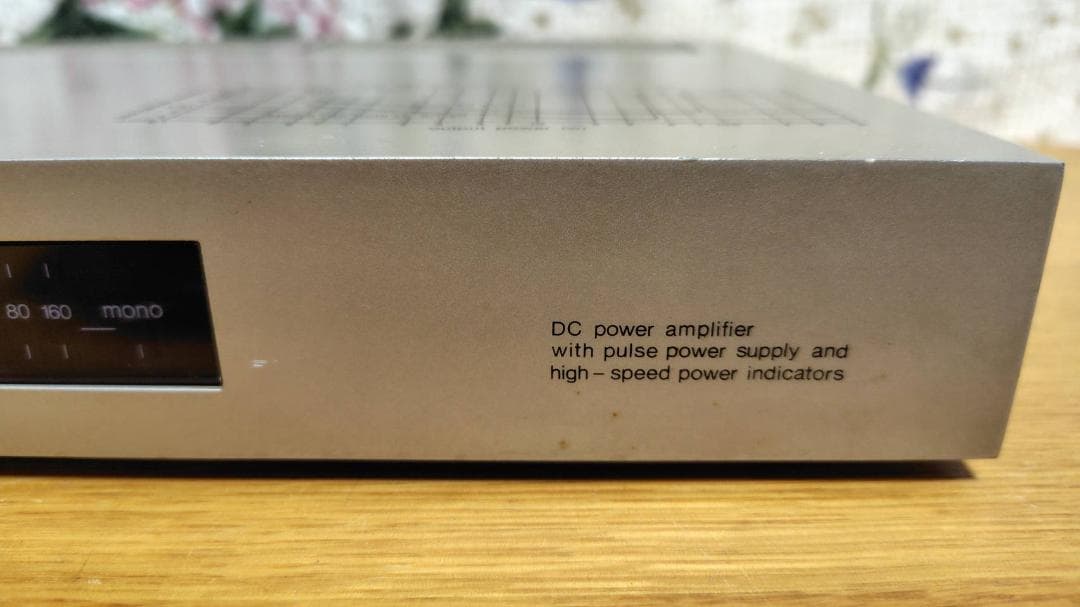 80 160 mono
DC power amplifier
with pulse power supply and
high – speed power indicators